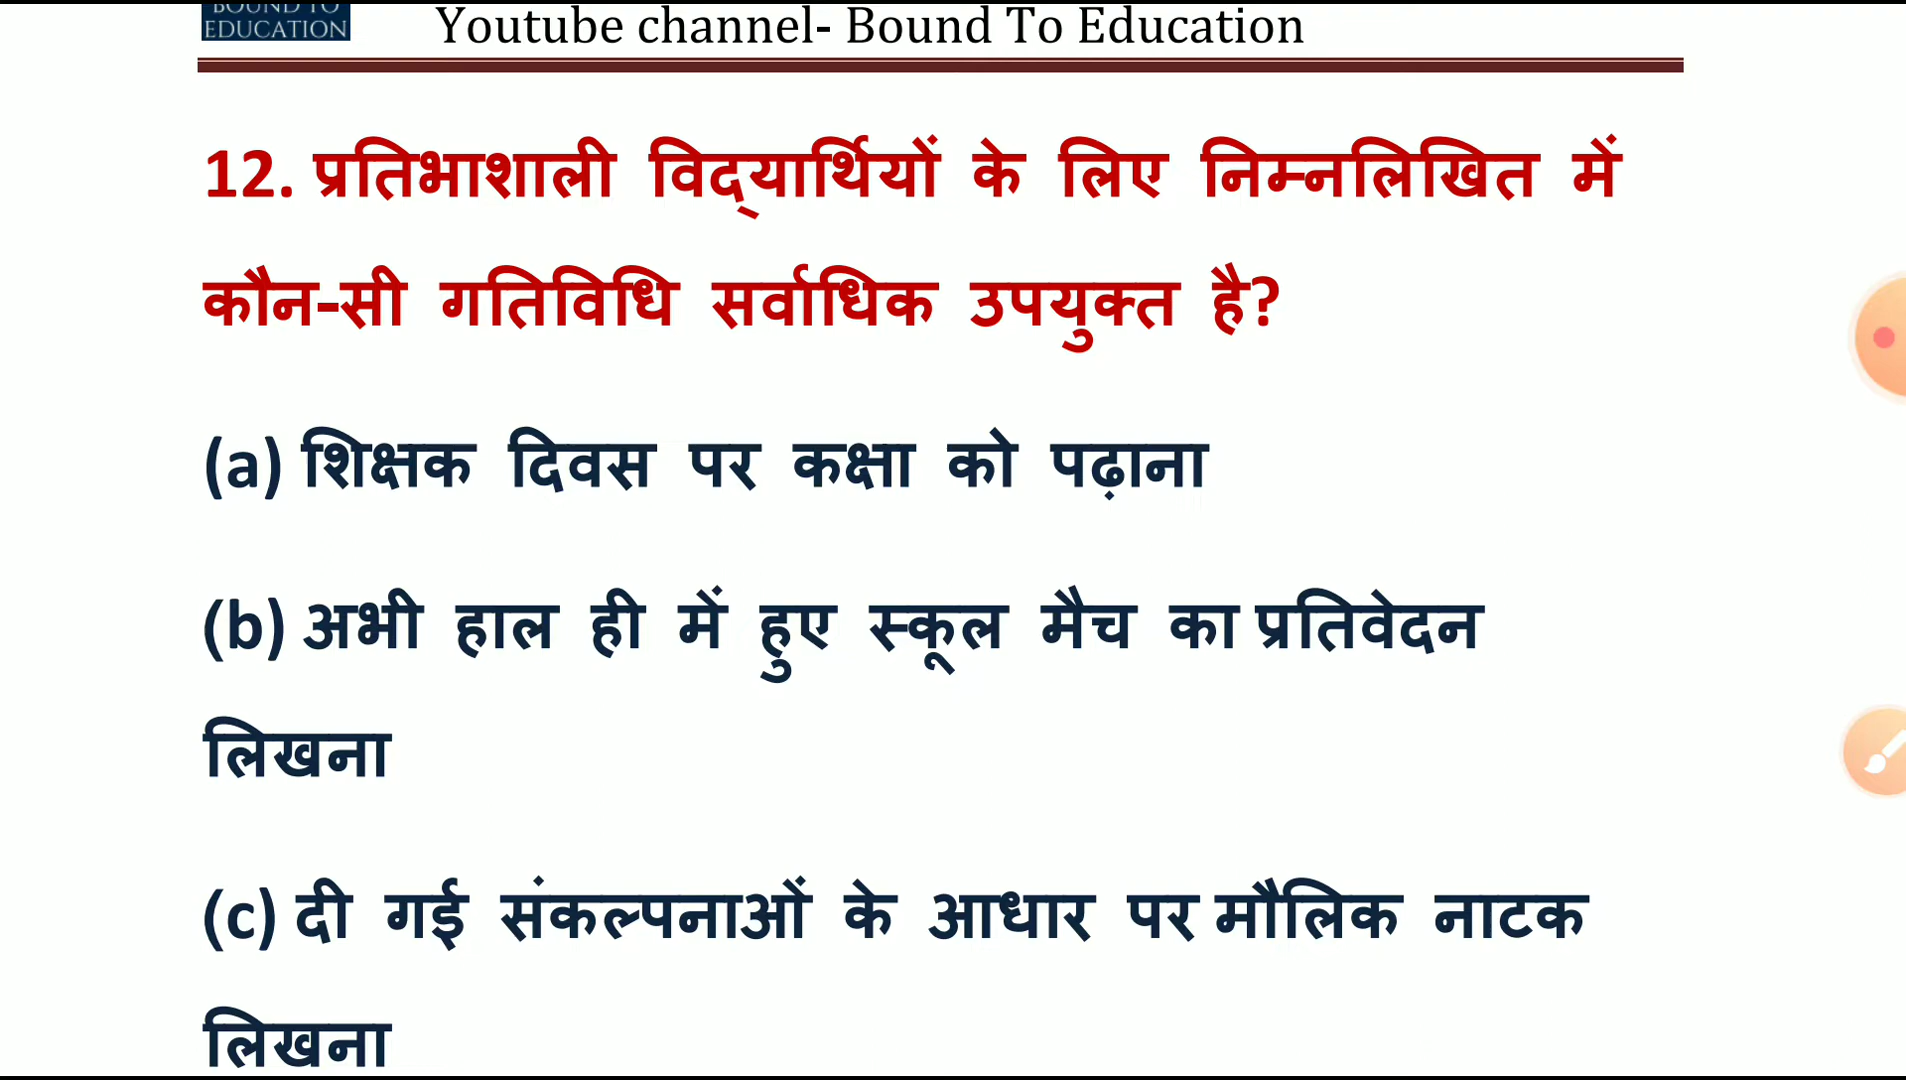 BOUND TO
EDUCATION
Youtube channel- Bound To Education
12. प्रतिभाशाली विद्यार्थियों के लिए निम्नलिखित में
कौन-सी गतिविधि सर्वाधिक उपयुक्त है?
(a) शिक्षक दिवस पर कक्षा को पढ़ाना
(b) अभी हाल ही में हुए स्कूल मैच का प्रतिवेदन
लिखना
(c) दी गई संकल्पनाओं के आधार पर मौलिक नाटक
लिखना